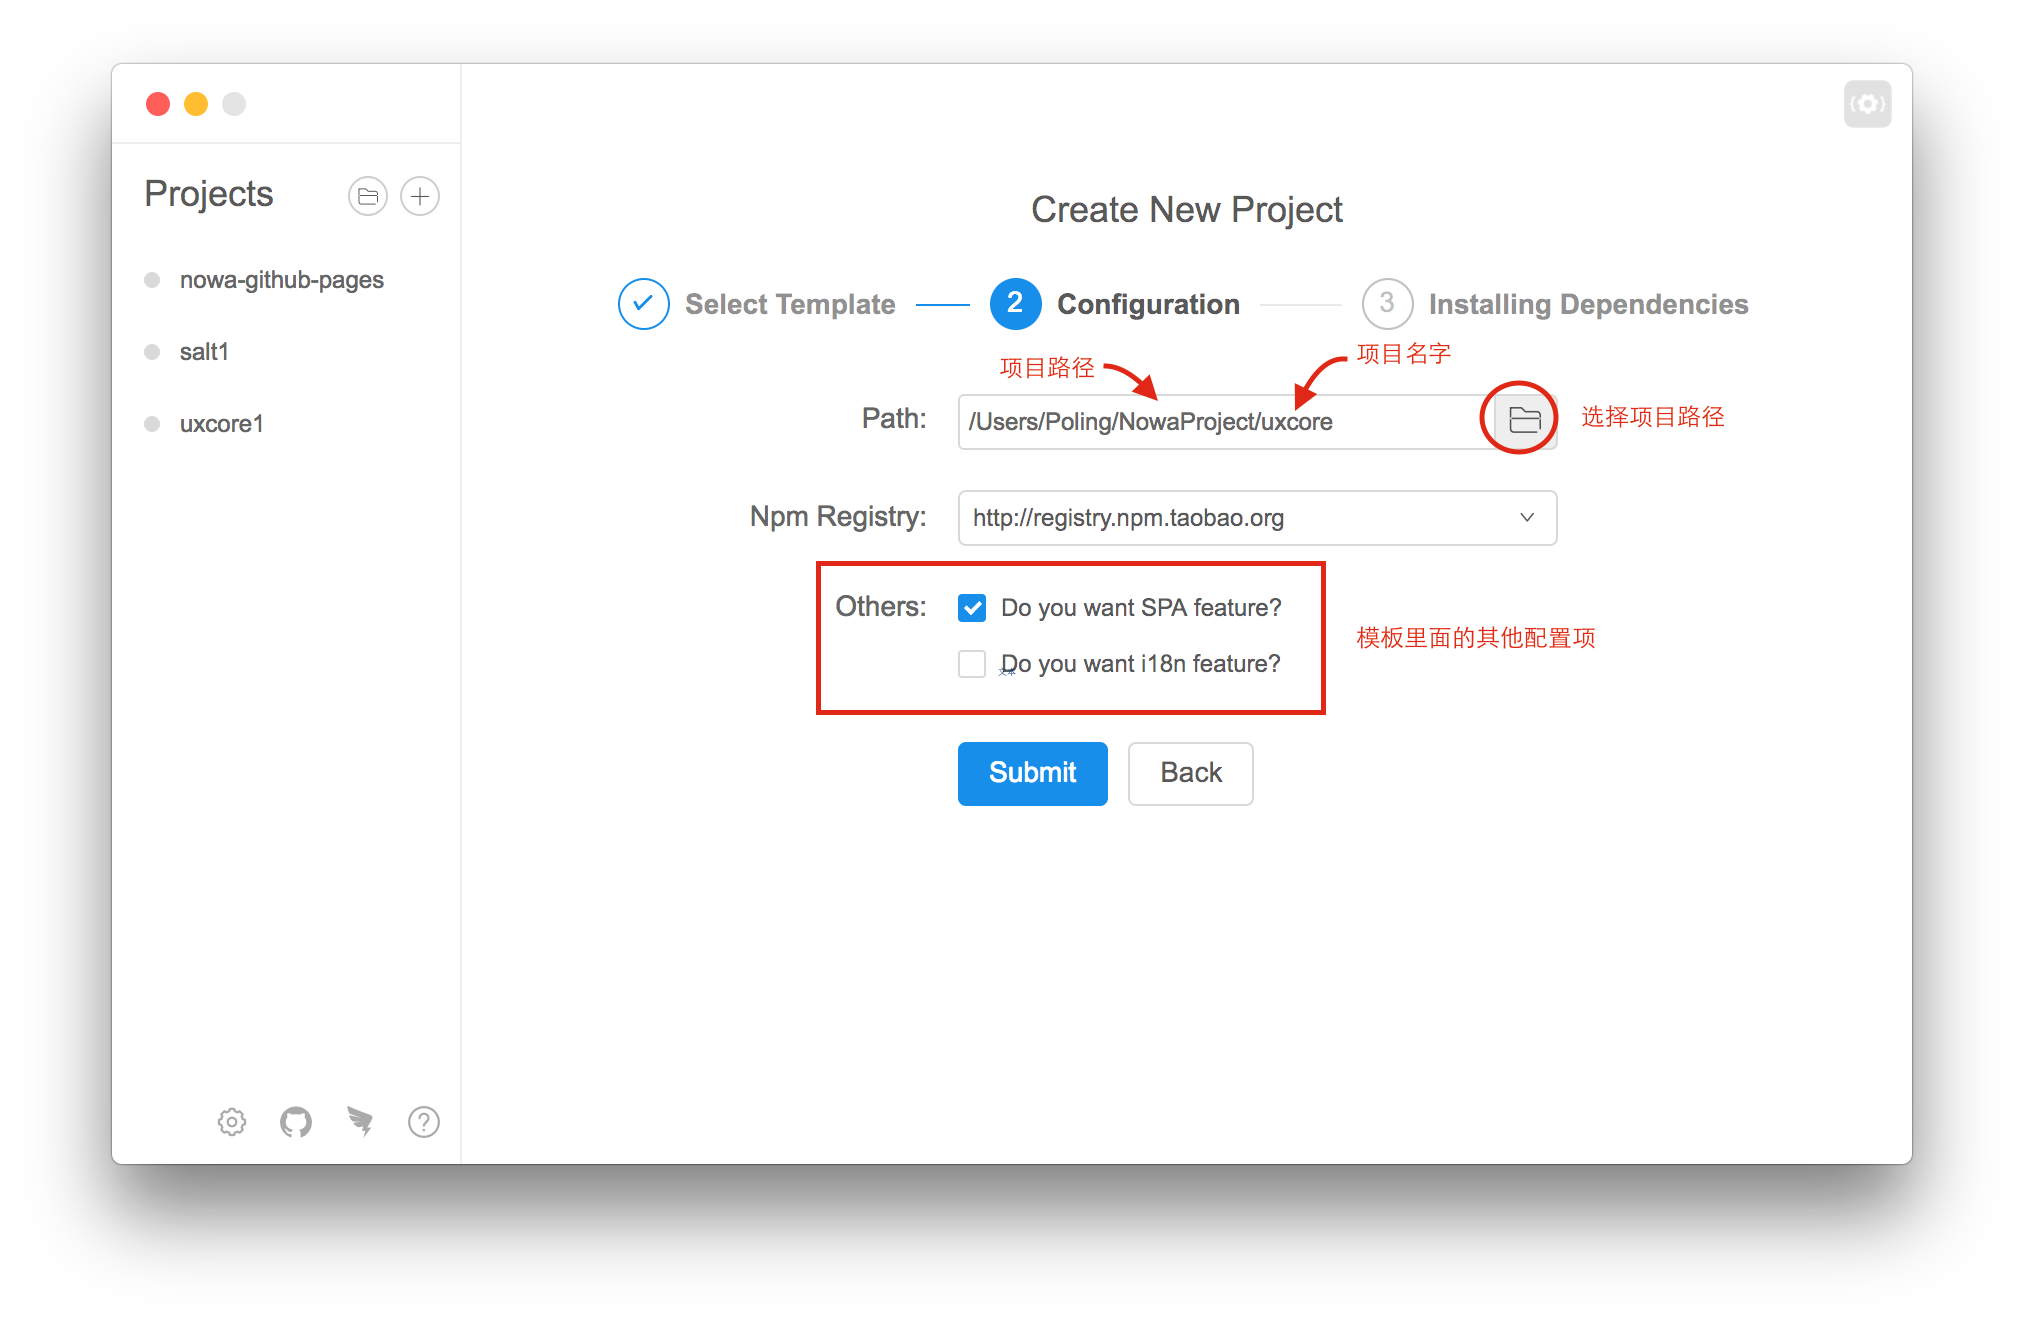 Projects
nowa-github-pages
salt1
uxcore1
Create New Project
Select Template
2 Configuration
3 Installing Dependencies
项目路径
项目名字
Path: /Users/Poling/NowaProject/uxcore
选择项目路径
Npm Registry: http://registry.npm.taobao.org
Others: Do you want SPA feature?
Do you want i18n feature?
文本
模板里面的其他配置项
Submit Back